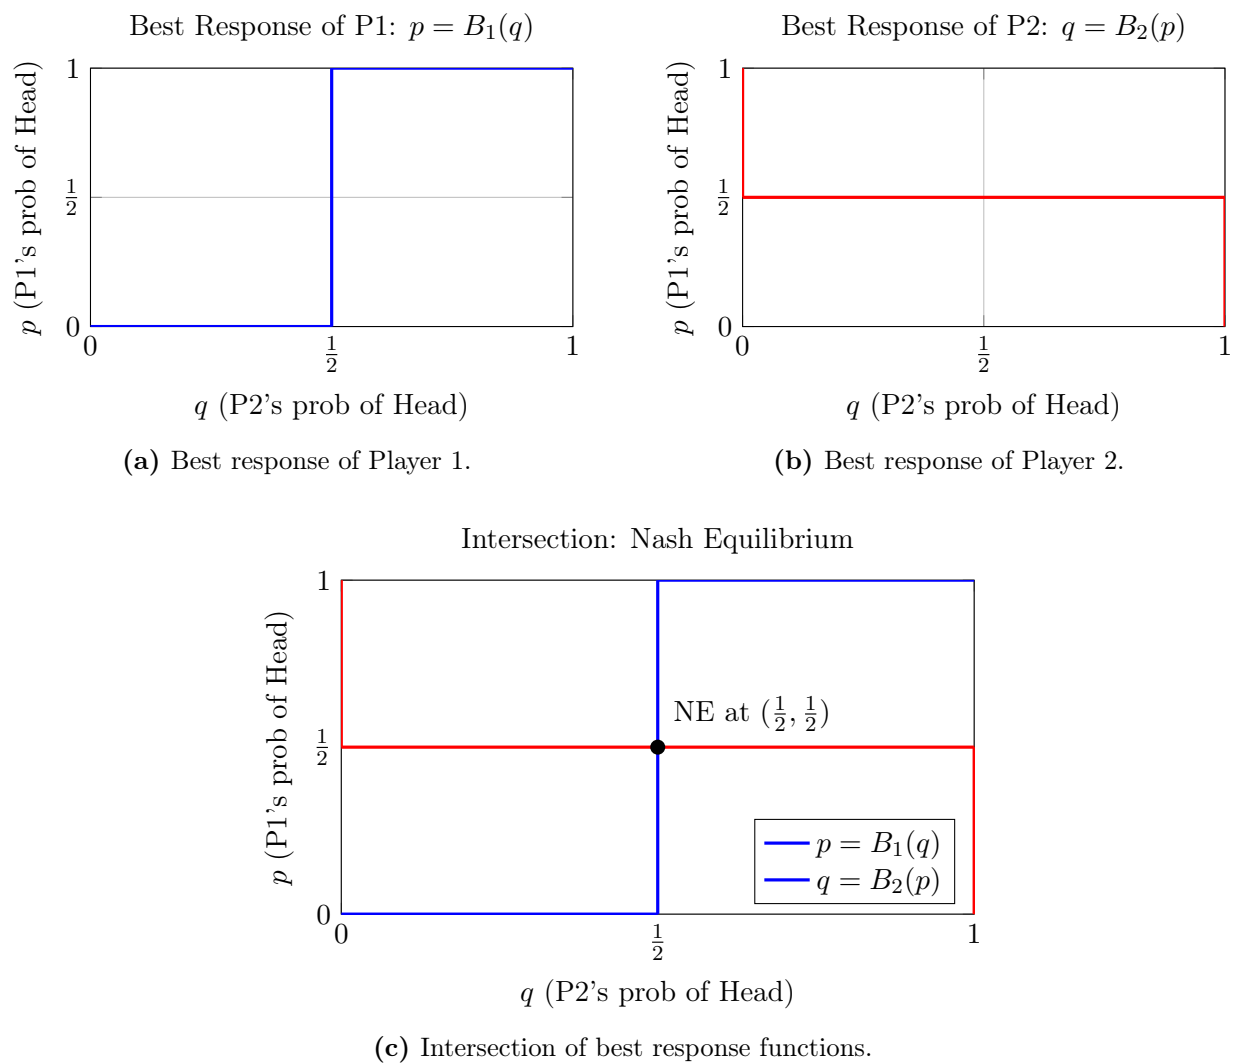 Best Response of P1: p = B₁(q)
p (P1's prob of Head)
1
1/2
0
0
1/2
1
q (P2's prob of Head)
(a) Best response of Player 1.
Best Response of P2: q = B₂(p)
p (P1's prob of Head)
1
1/2
0
0
1/2
1
q (P2's prob of Head)
(b) Best response of Player 2.
Intersection: Nash Equilibrium
p (P1's prob of Head)
1
1/2
0
NE at (1/2, 1/2)
p = B₁(q)
q = B₂(p)
0
1/2
1
q (P2's prob of Head)
(c) Intersection of best response functions.